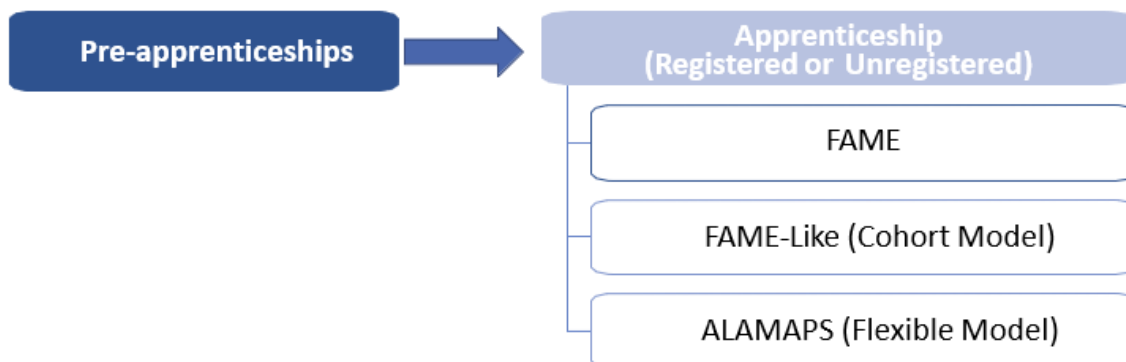 Pre-apprenticeships
Apprenticeship
(Registered or Unregistered)
FAME
FAME-Like (Cohort Model)
ALAMAPS (Flexible Model)